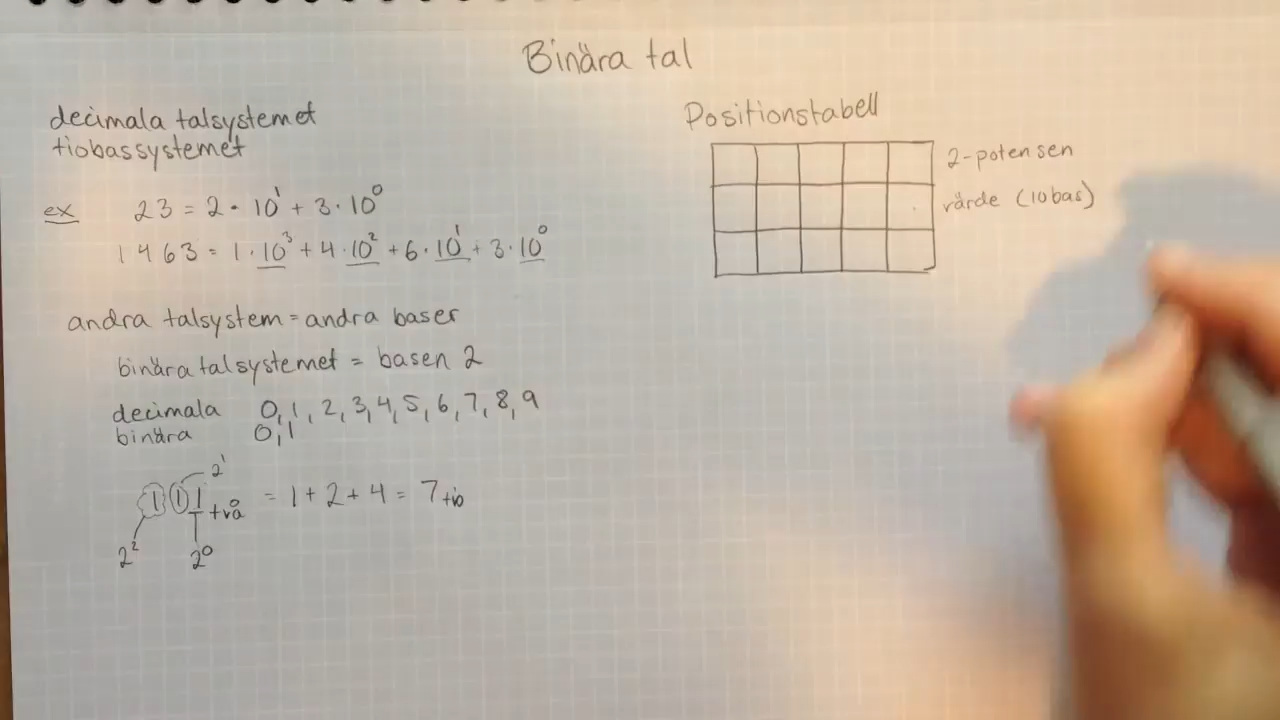 Binära tal
decimala talsystemet
tiobassystemet
ex 23 = 2 · 10¹ + 3 · 10⁰
1463 = 1 · 10³ + 4 · 10² + 6 · 10¹ + 3 · 10⁰
andra talsystem = andra baser
binära talsystemet = basen 2
decimala 0, 1, 2, 3, 4, 5, 6, 7, 8, 9
binära 0, 1
2¹
111 två = 1 + 2 + 4 = 7 tio
2² 2⁰
Positionstabell
2-potensen
värde (10bas)